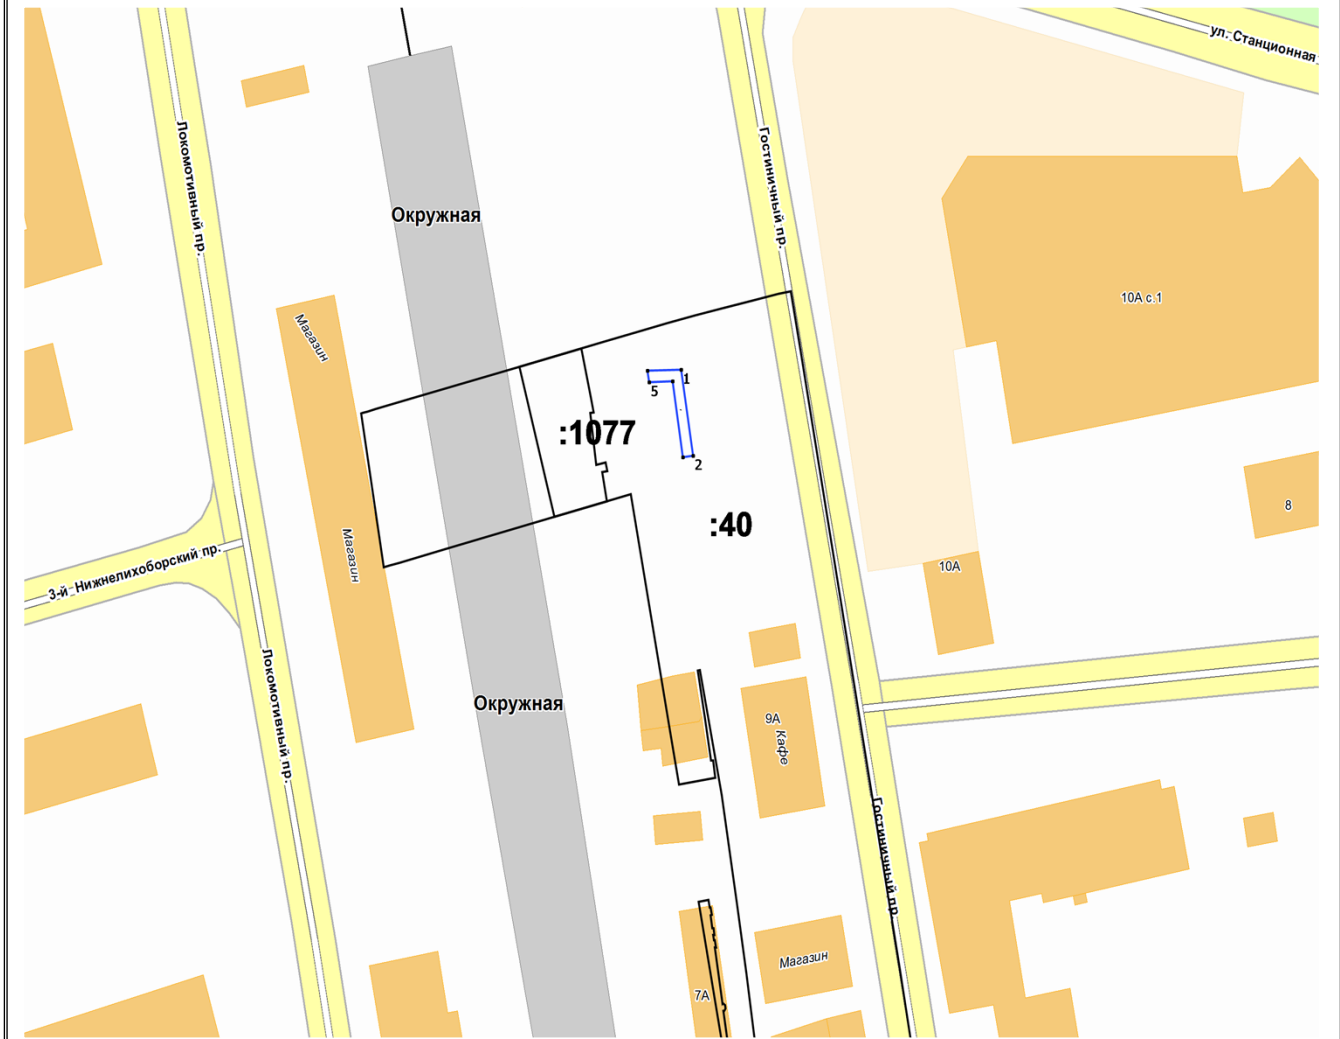 ул. Станционная
Локомотивный пр.
Гостиничный пр.
Окружная
10А с.1
Магазин
1
5
:1077
2
:40
8
Магазин
3-й Нижнелихоборский пр.
10А
Локомотивный пр.
Окружная
9А
Кафе
Гостиничный пр.
Магазин
7А